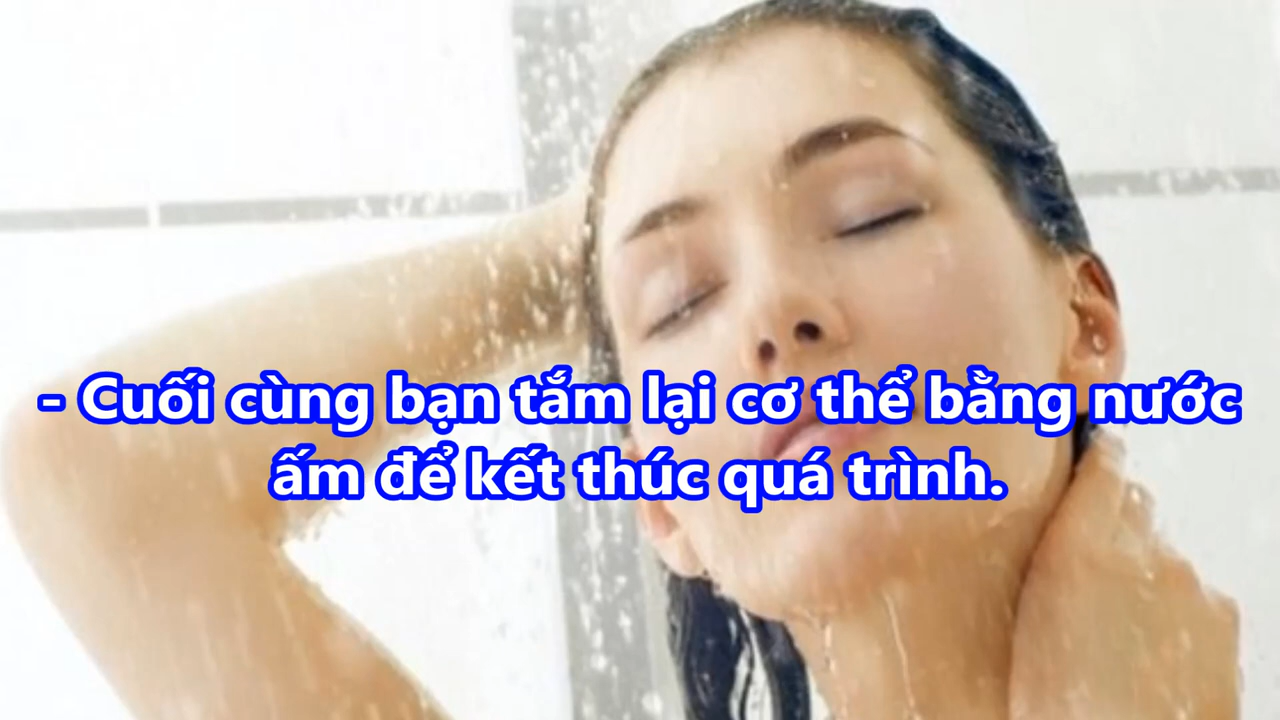 - Cuối cùng bạn tắm lại cơ thể bằng nước
ấm để kết thúc quá trình.